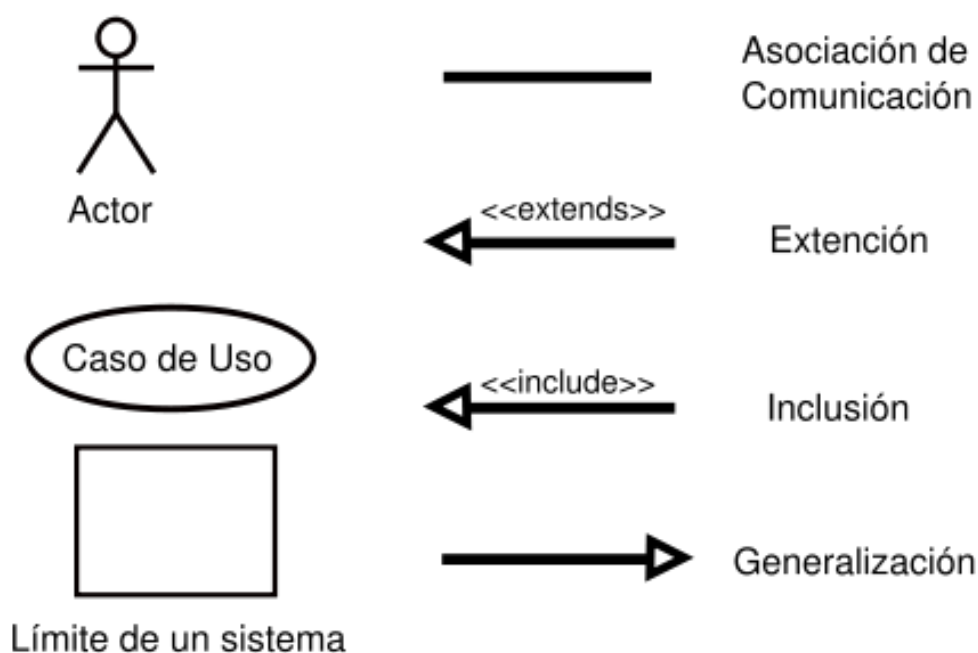 Asociación de
Comunicación
Actor
<<extends>>
Extención
Caso de Uso
<<include>>
Inclusión
Generalización
Límite de un sistema